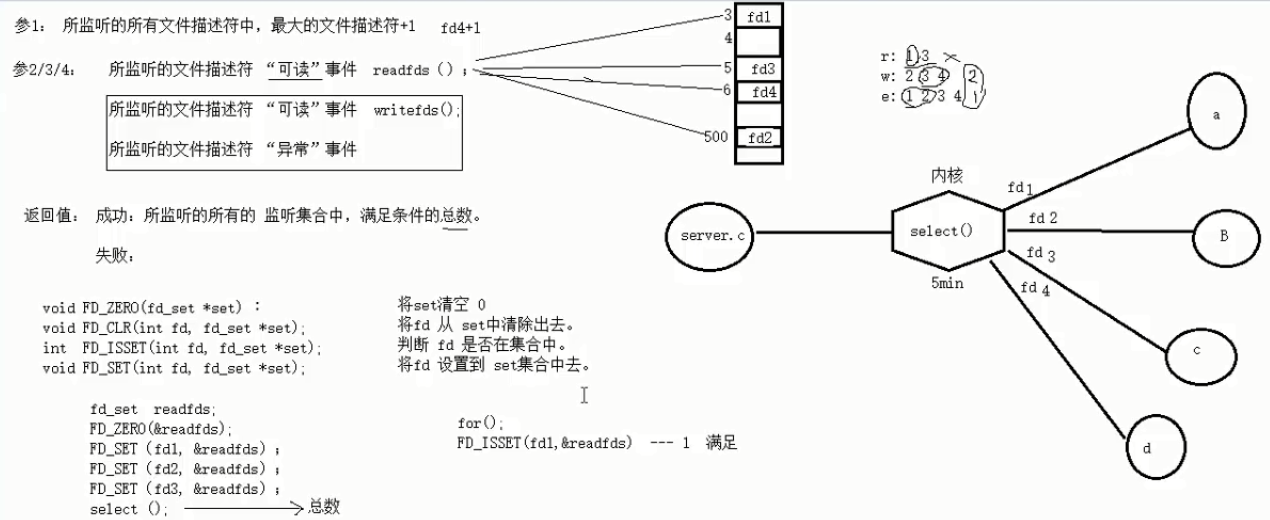 参1： 所监听的所有文件描述符中，最大的文件描述符+1 fd4+1
参2/3/4： 所监听的文件描述符 “可读”事件 readfds（）；
所监听的文件描述符 “可读”事件 writefds();
所监听的文件描述符 “异常”事件
返回值： 成功：所监听的所有的 监听集合中，满足条件的总数。
失败：
void FD_ZERO(fd_set *set)： 将set清空 0
void FD_CLR(int fd, fd_set *set); 将fd 从 set中清除出去。
int FD_ISSET(int fd, fd_set *set); 判断 fd 是否在集合中。
void FD_SET(int fd, fd_set *set); 将fd 设置到 set集合中去。
fd_set readfds;
FD_ZERO(&readfds);
FD_SET（fd1, &readfds）；
FD_SET（fd2, &readfds）；
FD_SET（fd3, &readfds）；
select（）; 总数
for();
FD_ISSET(fd1,&readfds) --- 1 满足
3 fd1
4
5 fd3
6 fd4
500 fd2
r: 1 3
w: 2 3 4 2
e: 1 2 3 4 1
内核
server.c
select()
5min
fd1
fd 2
fd 3
fd 4
a
B
c
d